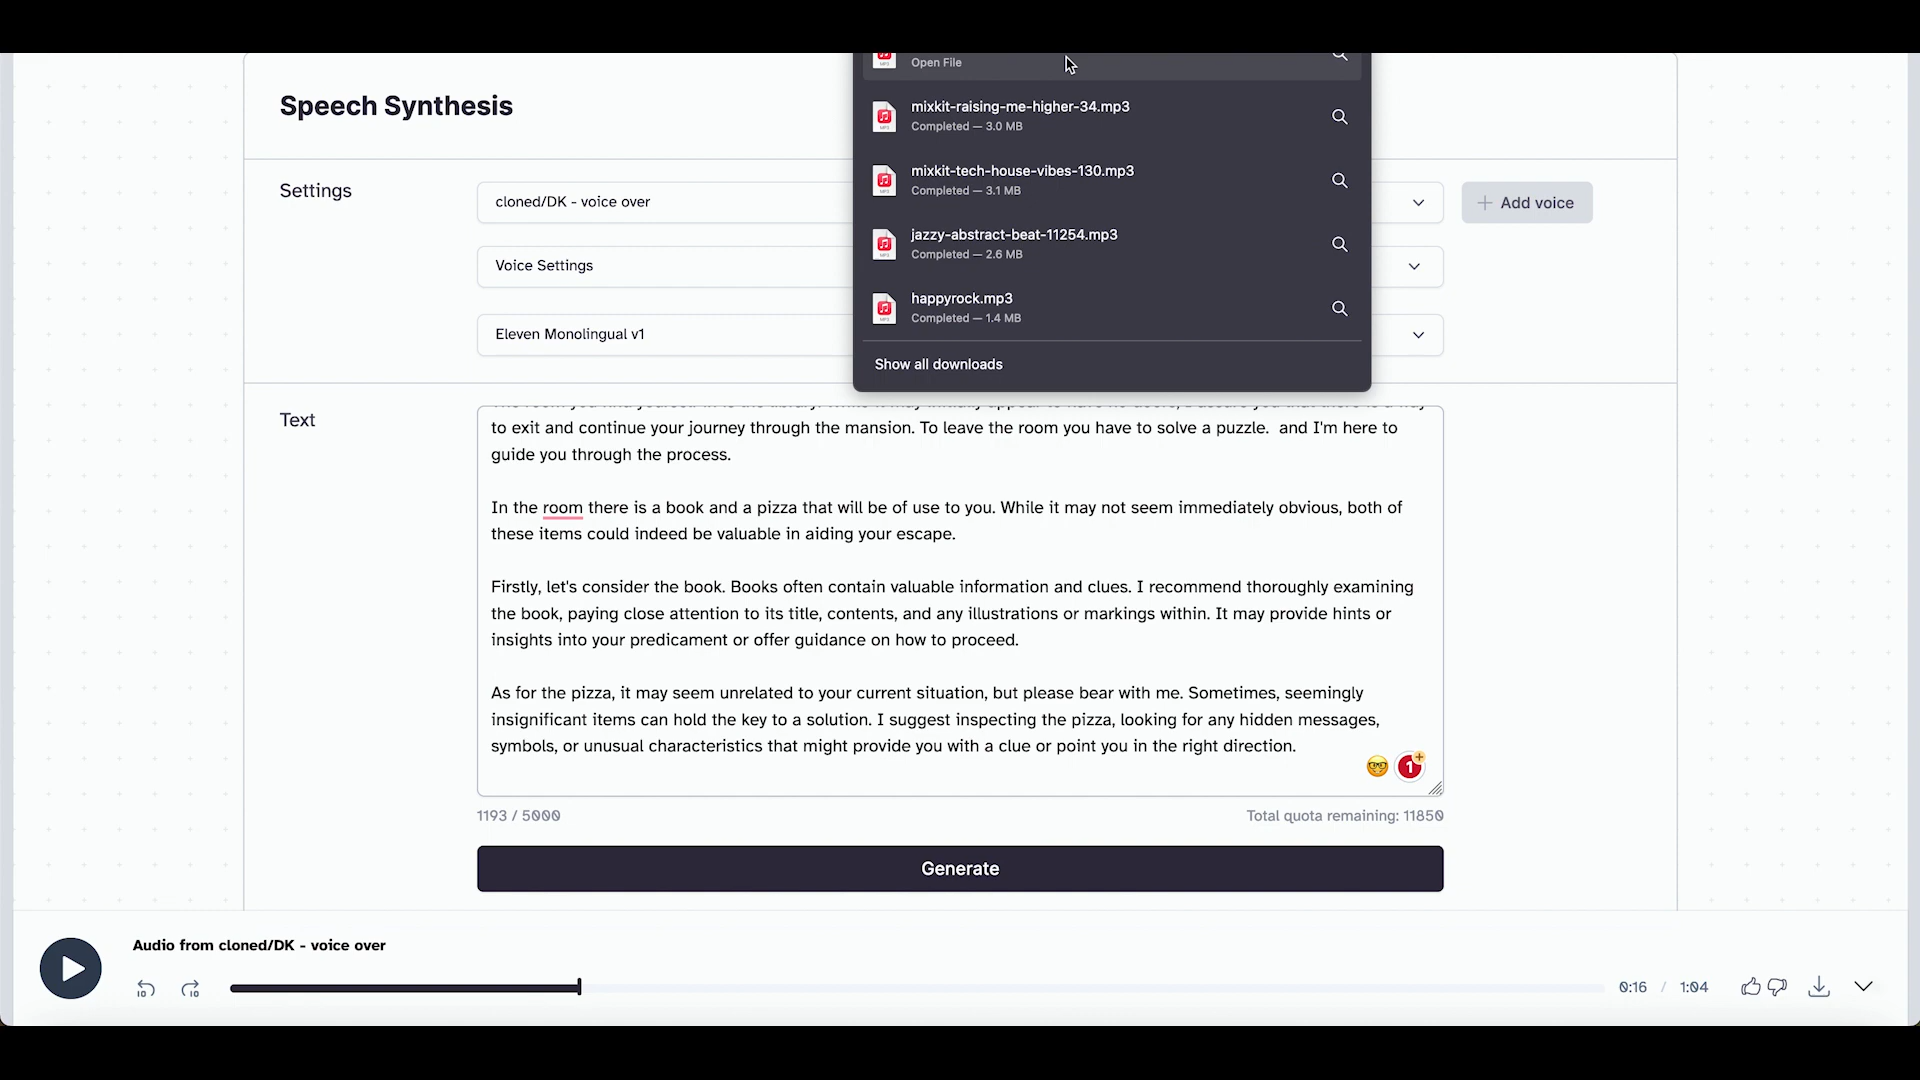 Open File
Speech Synthesis
mixkit-raising-me-higher-34.mp3
Completed — 3.0 MB
mixkit-tech-house-vibes-130.mp3
Completed — 3.1 MB
Settings
cloned/DK - voice over
Add voice
jazzy-abstract-beat-11254.mp3
Completed — 2.6 MB
Voice Settings
happyrock.mp3
Completed — 1.4 MB
Eleven Monolingual v1
Show all downloads
Text
to exit and continue your journey through the mansion. To leave the room you have to solve a puzzle.  and I'm here to
guide you through the process.
In the room there is a book and a pizza that will be of use to you. While it may not seem immediately obvious, both of
these items could indeed be valuable in aiding your escape.
Firstly, let's consider the book. Books often contain valuable information and clues. I recommend thoroughly examining
the book, paying close attention to its title, contents, and any illustrations or markings within. It may provide hints or
insights into your predicament or offer guidance on how to proceed.
As for the pizza, it may seem unrelated to your current situation, but please bear with me. Sometimes, seemingly
insignificant items can hold the key to a solution. I suggest inspecting the pizza, looking for any hidden messages,
symbols, or unusual characteristics that might provide you with a clue or point you in the right direction.
1
1193 / 5000
Total quota remaining: 11850
Generate
Audio from cloned/DK - voice over
10
10
0:16 / 1:04